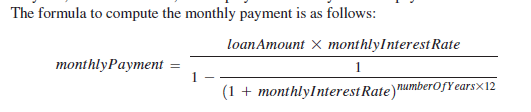 The formula to compute the monthly payment is as follows:
loanAmount × monthlyInterestRate
monthlyPayment =
1
1 −
(1 + monthlyInterestRate)^numberOfYears×12